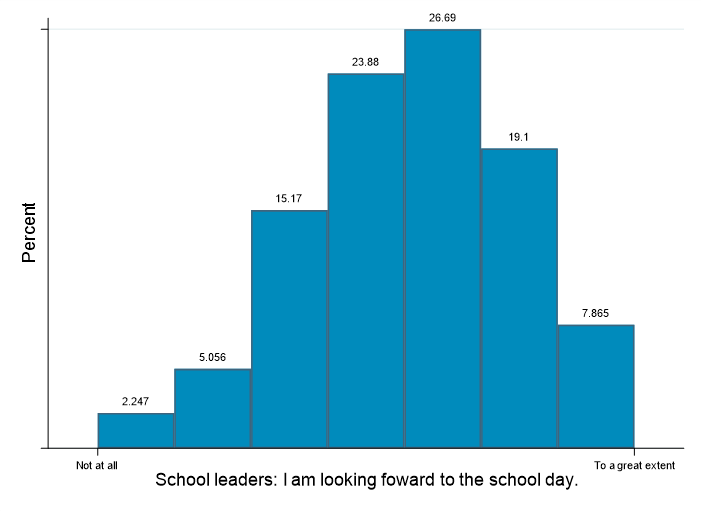 26.69
23.88
19.1
15.17
7.865
5.056
2.247
Percent
Not at all
To a great extent
School leaders: I am looking foward to the school day.